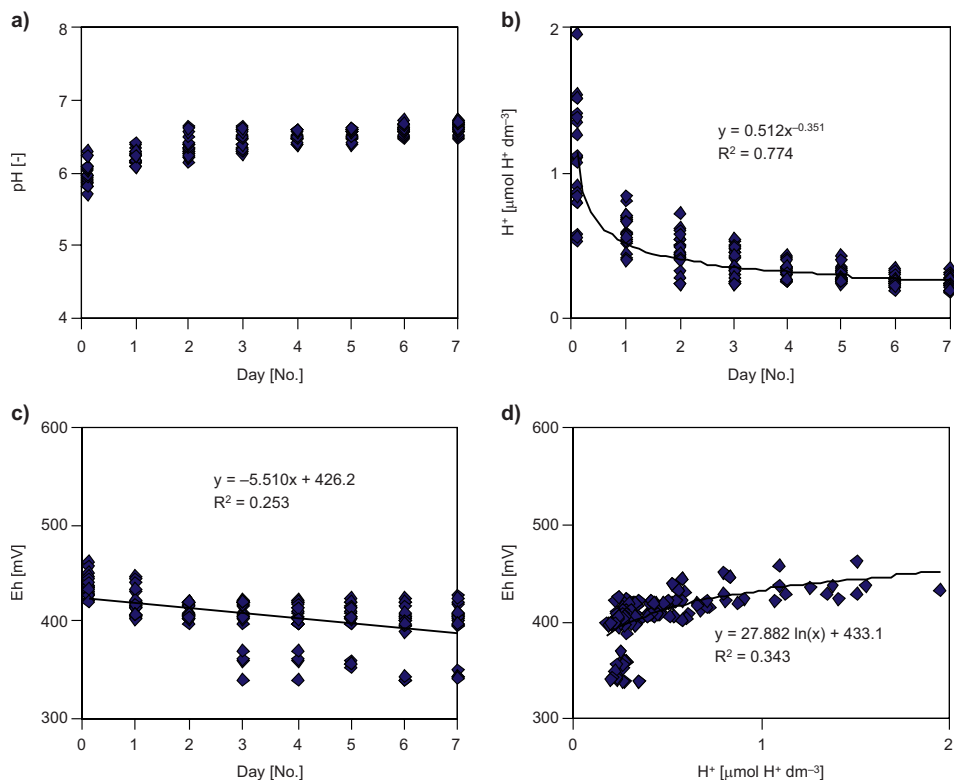 a)
8
7
6
5
4
pH [-]
0 1 2 3 4 5 6 7
Day [No.]
b)
2
1
0
H⁺ [μmol H⁺ dm⁻³]
y = 0.512x⁻⁰·³⁵¹
R² = 0.774
0 1 2 3 4 5 6 7
Day [No.]
c)
600
500
400
300
Eh [mV]
y = –5.510x + 426.2
R² = 0.253
0 1 2 3 4 5 6 7
Day [No.]
d)
600
500
400
300
Eh [mV]
y = 27.882 ln(x) + 433.1
R² = 0.343
0 1 2
H⁺ [μmol H⁺ dm⁻³]